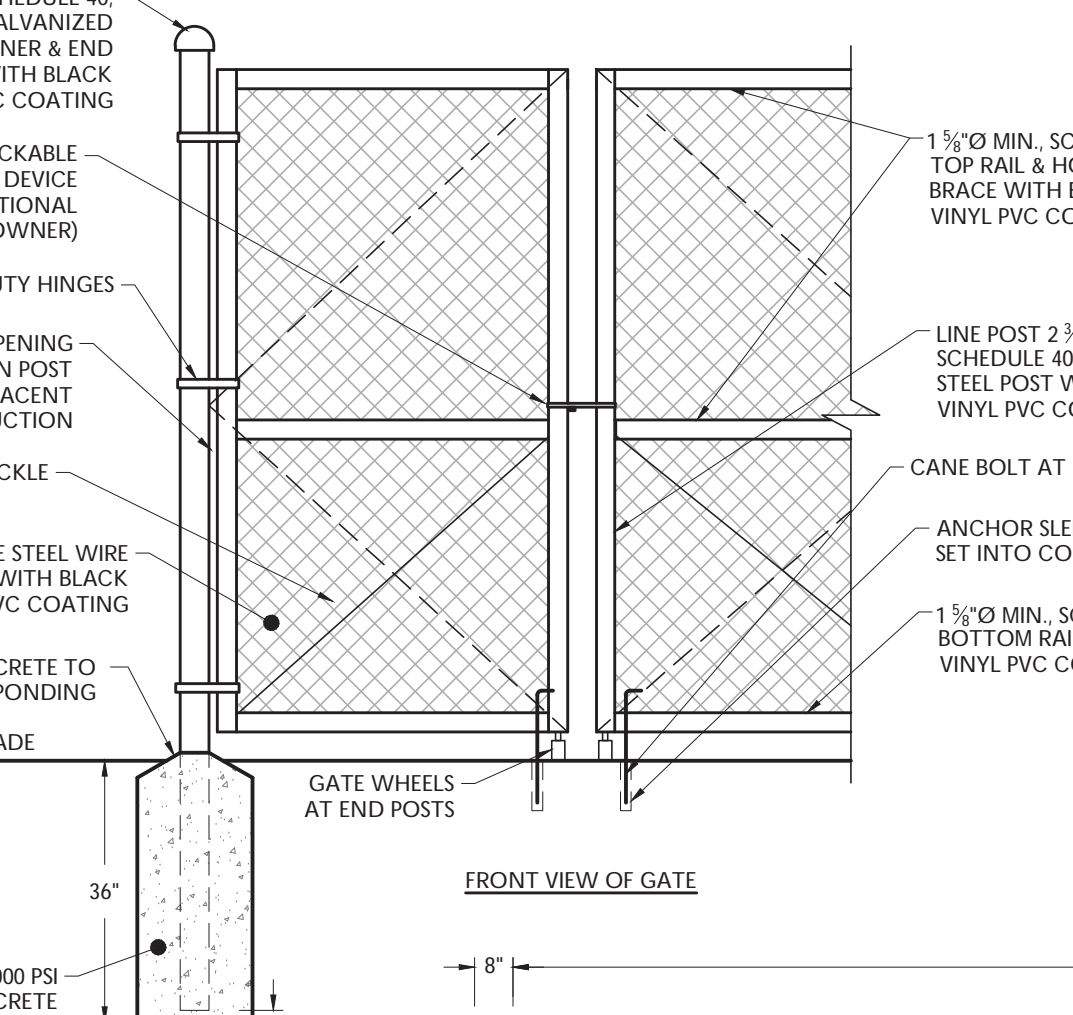 ALVANIZED
NER & END
WITH BLACK
C COATING
CKABLE
DEVICE
TIONAL
OWNER)
UTY HINGES
PENING
N POST
ACENT
UCTION
CKLE
E STEEL WIRE
WITH BLACK
VC COATING
CRETE TO
PONDING
ADE
36"
000 PSI
CRETE
GATE WHEELS
AT END POSTS
FRONT VIEW OF GATE
8"
1 ⅝"Ø MIN., SC
TOP RAIL & HO
BRACE WITH B
VINYL PVC CO
LINE POST 2
SCHEDULE 40
STEEL POST W
VINYL PVC CO
CANE BOLT AT
ANCHOR SLE
SET INTO CO
1 ⅝"Ø MIN., SC
BOTTOM RAI
VINYL PVC CO